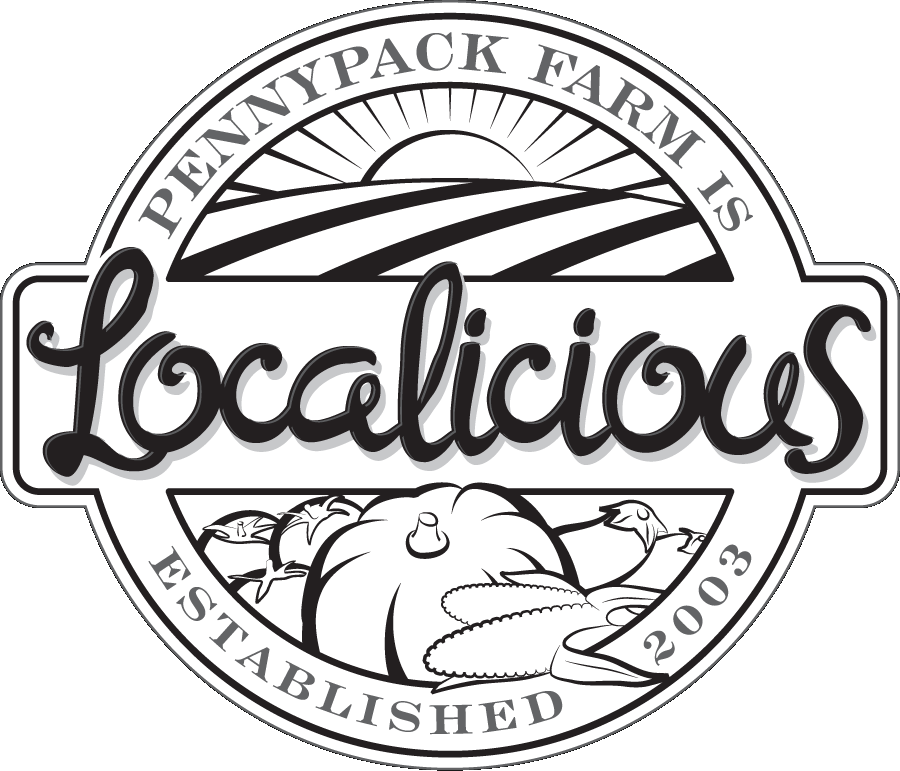 PENNYPACK FARM IS
Localicious
ESTABLISHED 2003